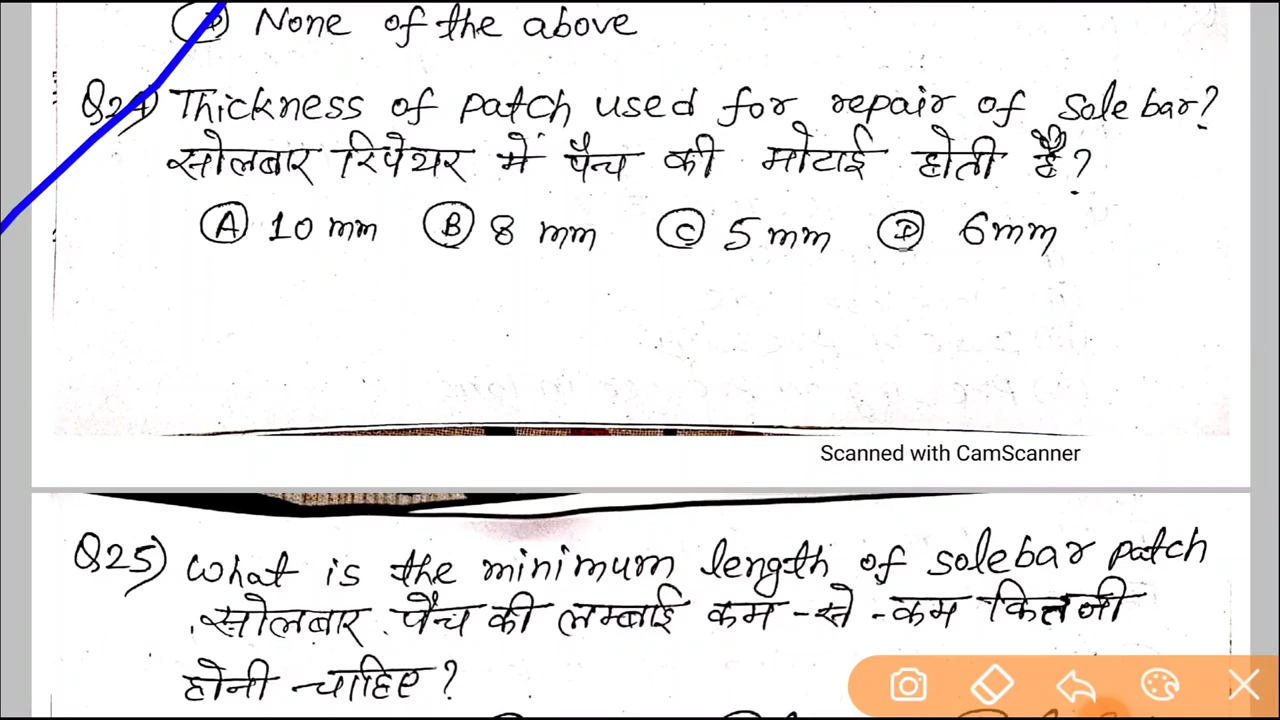 D None of the above
Q24) Thickness of patch used for repair of sole bar?
सोलबार रिपेयर में पैच की मोटाई होती है?
A 10 mm B 8 mm C 5 mm D 6mm
Scanned with CamScanner
Q25) What is the minimum length of solebar patch
सोलबार पैच की लम्बाई कम-से-कम कितनी
होनी चाहिए?